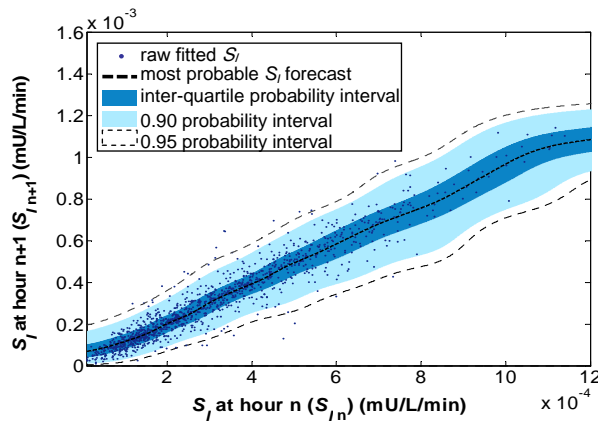 × 10⁻³
1.6
raw fitted S_I
most probable S_I forecast
inter-quartile probability interval
0.90 probability interval
0.95 probability interval
1.4
1.2
1
0.8
0.6
0.4
0.2
0
S_I at hour n+1 (S_I n+1) (mU/L/min)
2 4 6 8 10 12
× 10⁻⁴
S_I at hour n (S_I n) (mU/L/min)